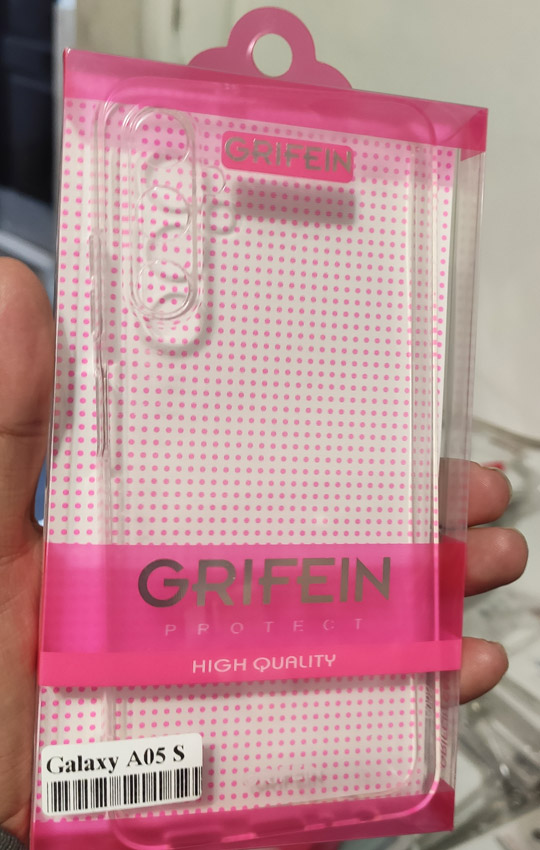 GRIFEIN
GRIFEIN
PROTECT
HIGH QUALITY
Galaxy A05 S